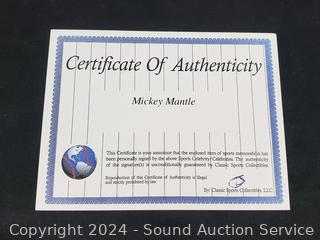 Certificate Of Authenticity
Mickey Mantle
This Certificate is your assurance that the enclosed item of sports memorabilia has
been personally signed by the above Sports Celebrity/Celebrities. The authenticity
of the signature(s) is unconditionally guaranteed by Classic Sports Collectibles.
Reproduction of this Certificate of Authenticity is illegal
and strictly prohibited by law.
By: Classic Sports Collectibles, LLC
Copyright 2024 - Sound Auction Service